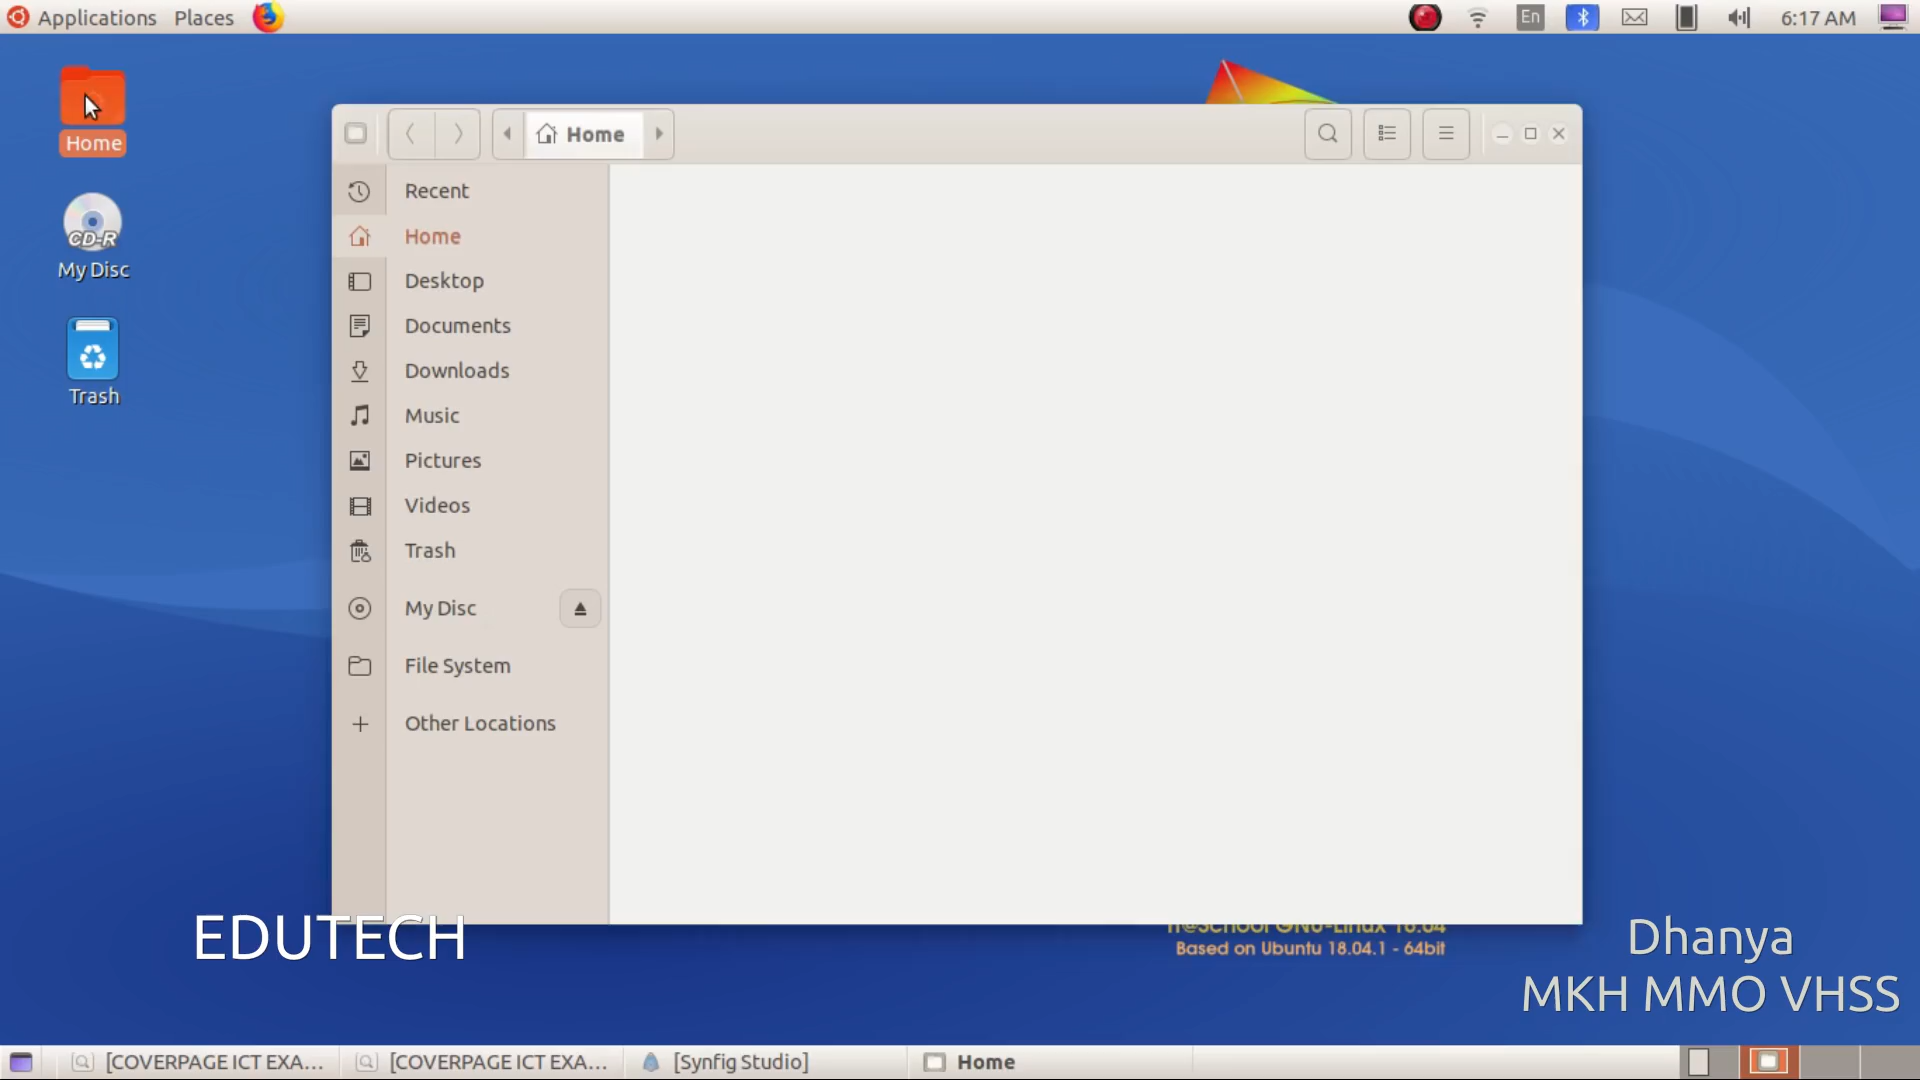 Applications Places
En
6:17 AM
Home
CD-R
My Disc
Trash
Home
Recent
Home
Desktop
Documents
Downloads
Music
Pictures
Videos
Trash
My Disc
File System
Other Locations
Based on Ubuntu 18.04.1 - 64bit
EDUTECH
Dhanya
MKH MMO VHSS
[COVERPAGE ICT EXA...
[COVERPAGE ICT EXA...
[Synfig Studio]
Home